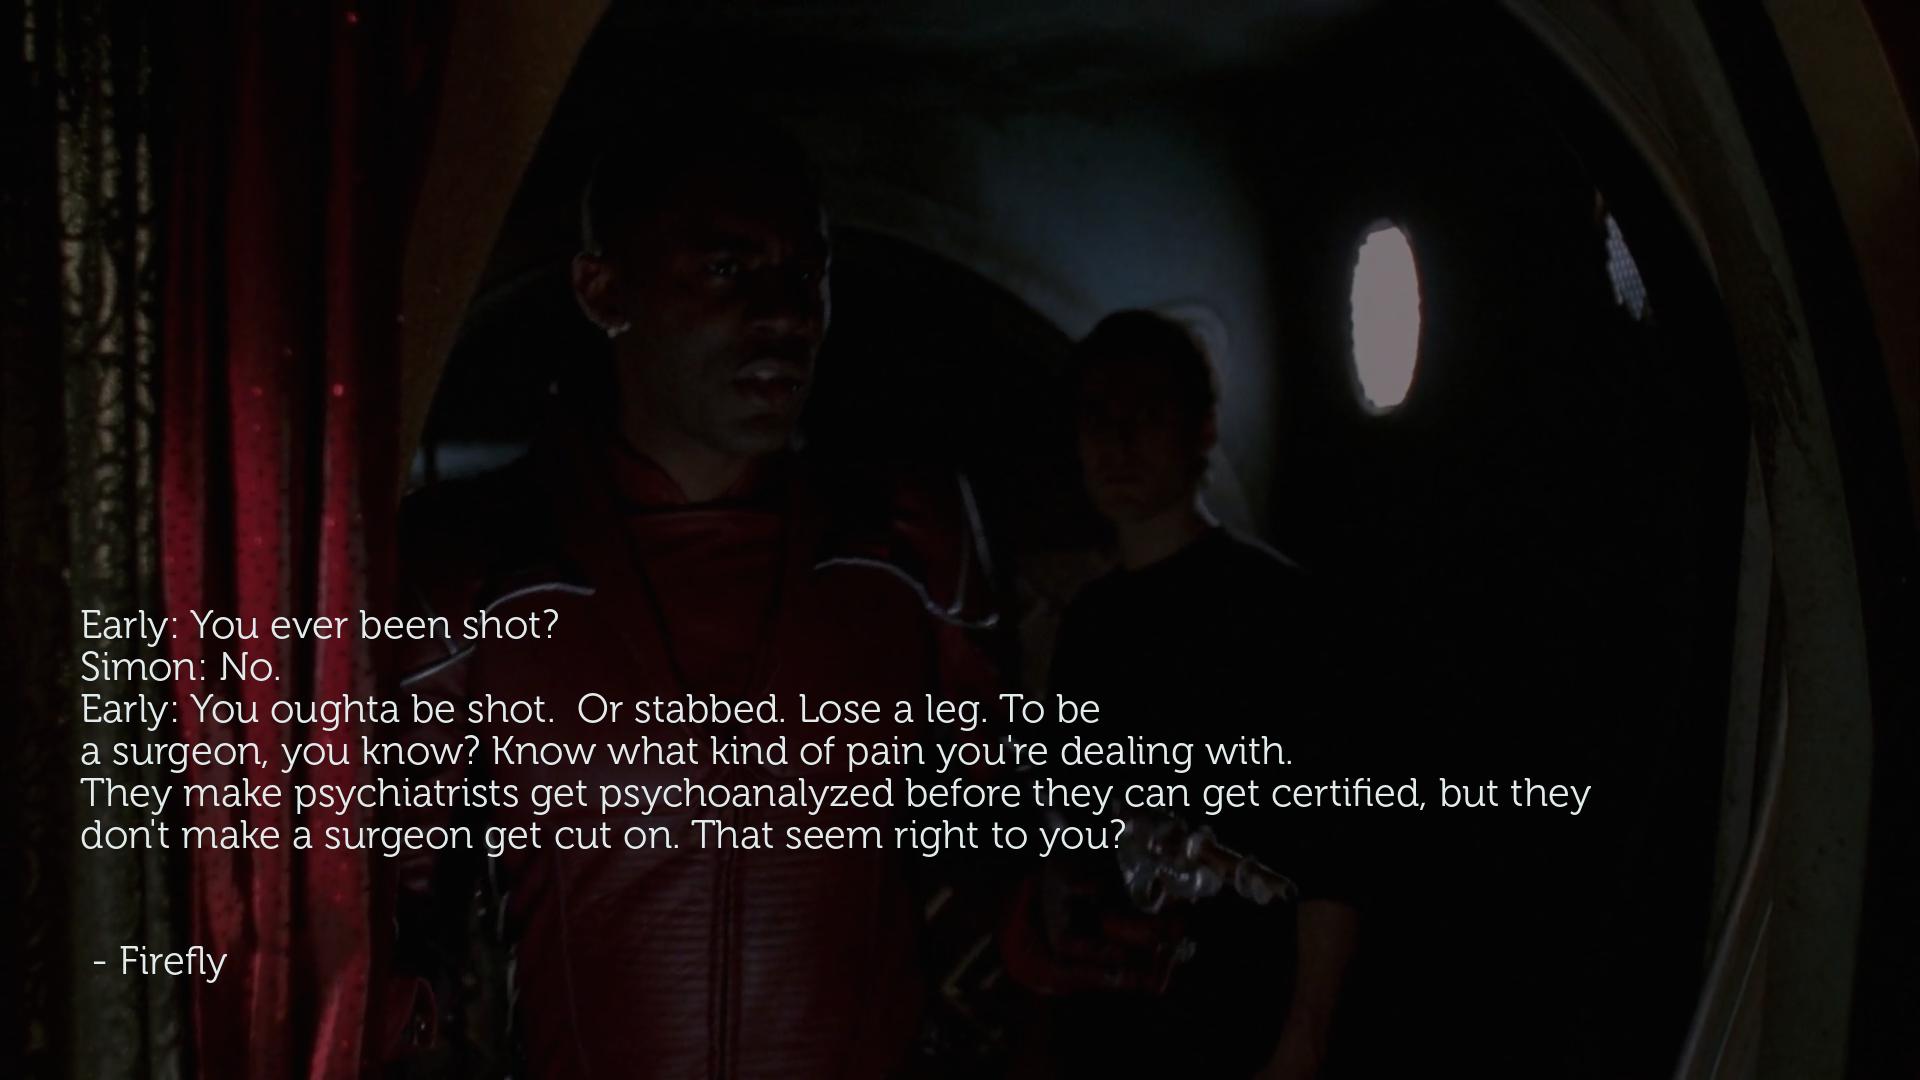 Early: You ever been shot?
Simon: No.
Early: You oughta be shot.  Or stabbed. Lose a leg. To be
a surgeon, you know? Know what kind of pain you're dealing with.
They make psychiatrists get psychoanalyzed before they can get certified, but they
don't make a surgeon get cut on. That seem right to you?
- Firefly